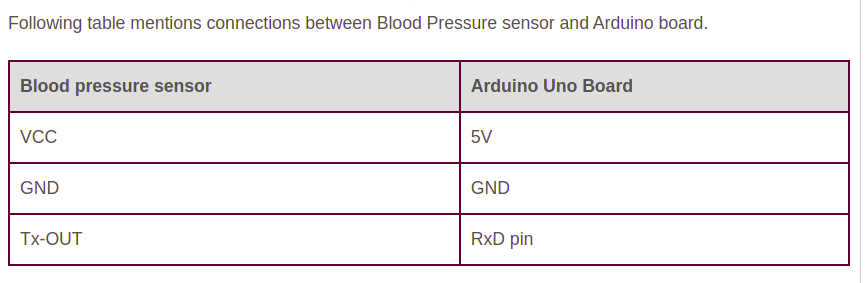 Following table mentions connections between Blood Pressure sensor and Arduino board.
Blood pressure sensor Arduino Uno Board
VCC 5V
GND GND
Tx-OUT RxD pin